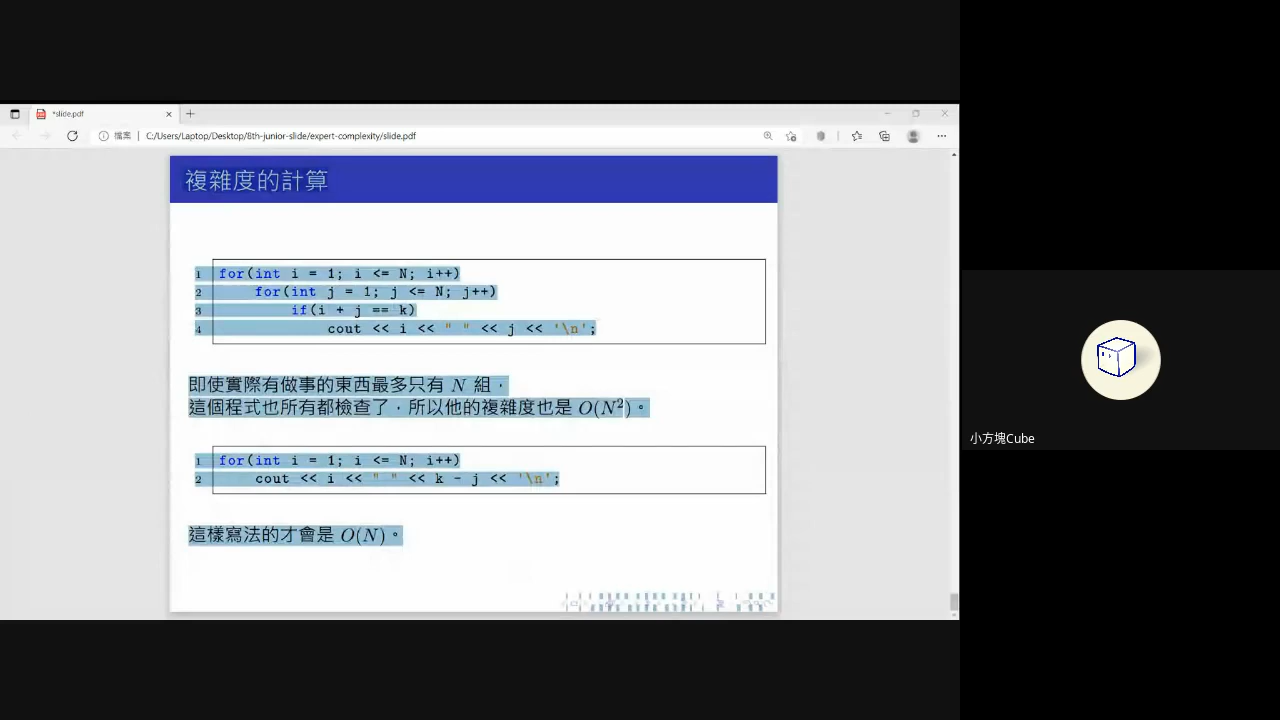 *slide.pdf
檔案 C:/Users/Laptop/Desktop/8th-junior-slide/expert-complexity/slide.pdf
複雜度的計算
1 for(int i = 1; i <= N; i++)
2 for(int j = 1; j <= N; j++)
3 if(i + j == k)
4 cout << i << " " << j << '\n';
即使實際有做事的東西最多只有 N 組，
這個程式也所有都檢查了，所以他的複雜度也是 O(N²)。
1 for(int i = 1; i <= N; i++)
2 cout << i << " " << k - j << '\n';
這樣寫法的才會是 O(N)。
小方塊Cube